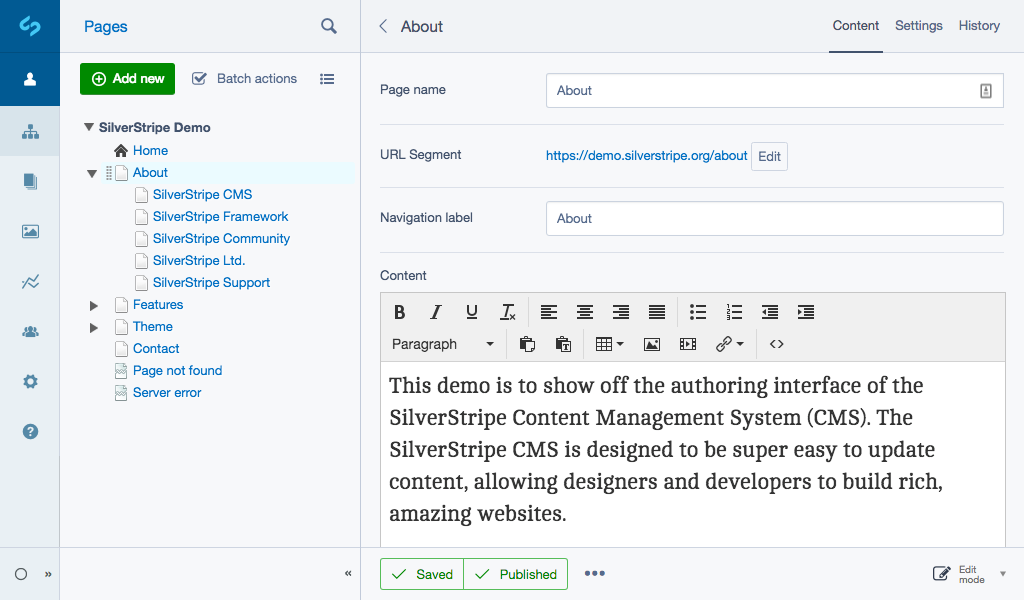 Pages
About
Content Settings History
Add new Batch actions
SilverStripe Demo
Home
About
SilverStripe CMS
SilverStripe Framework
SilverStripe Community
SilverStripe Ltd.
SilverStripe Support
Features
Theme
Contact
Page not found
Server error
Page name About
URL Segment https://demo.silverstripe.org/about Edit
Navigation label About
Content
Paragraph
This demo is to show off the authoring interface of the
SilverStripe Content Management System (CMS). The
SilverStripe CMS is designed to be super easy to update
content, allowing designers and developers to build rich,
amazing websites.
Saved Published
Edit
mode